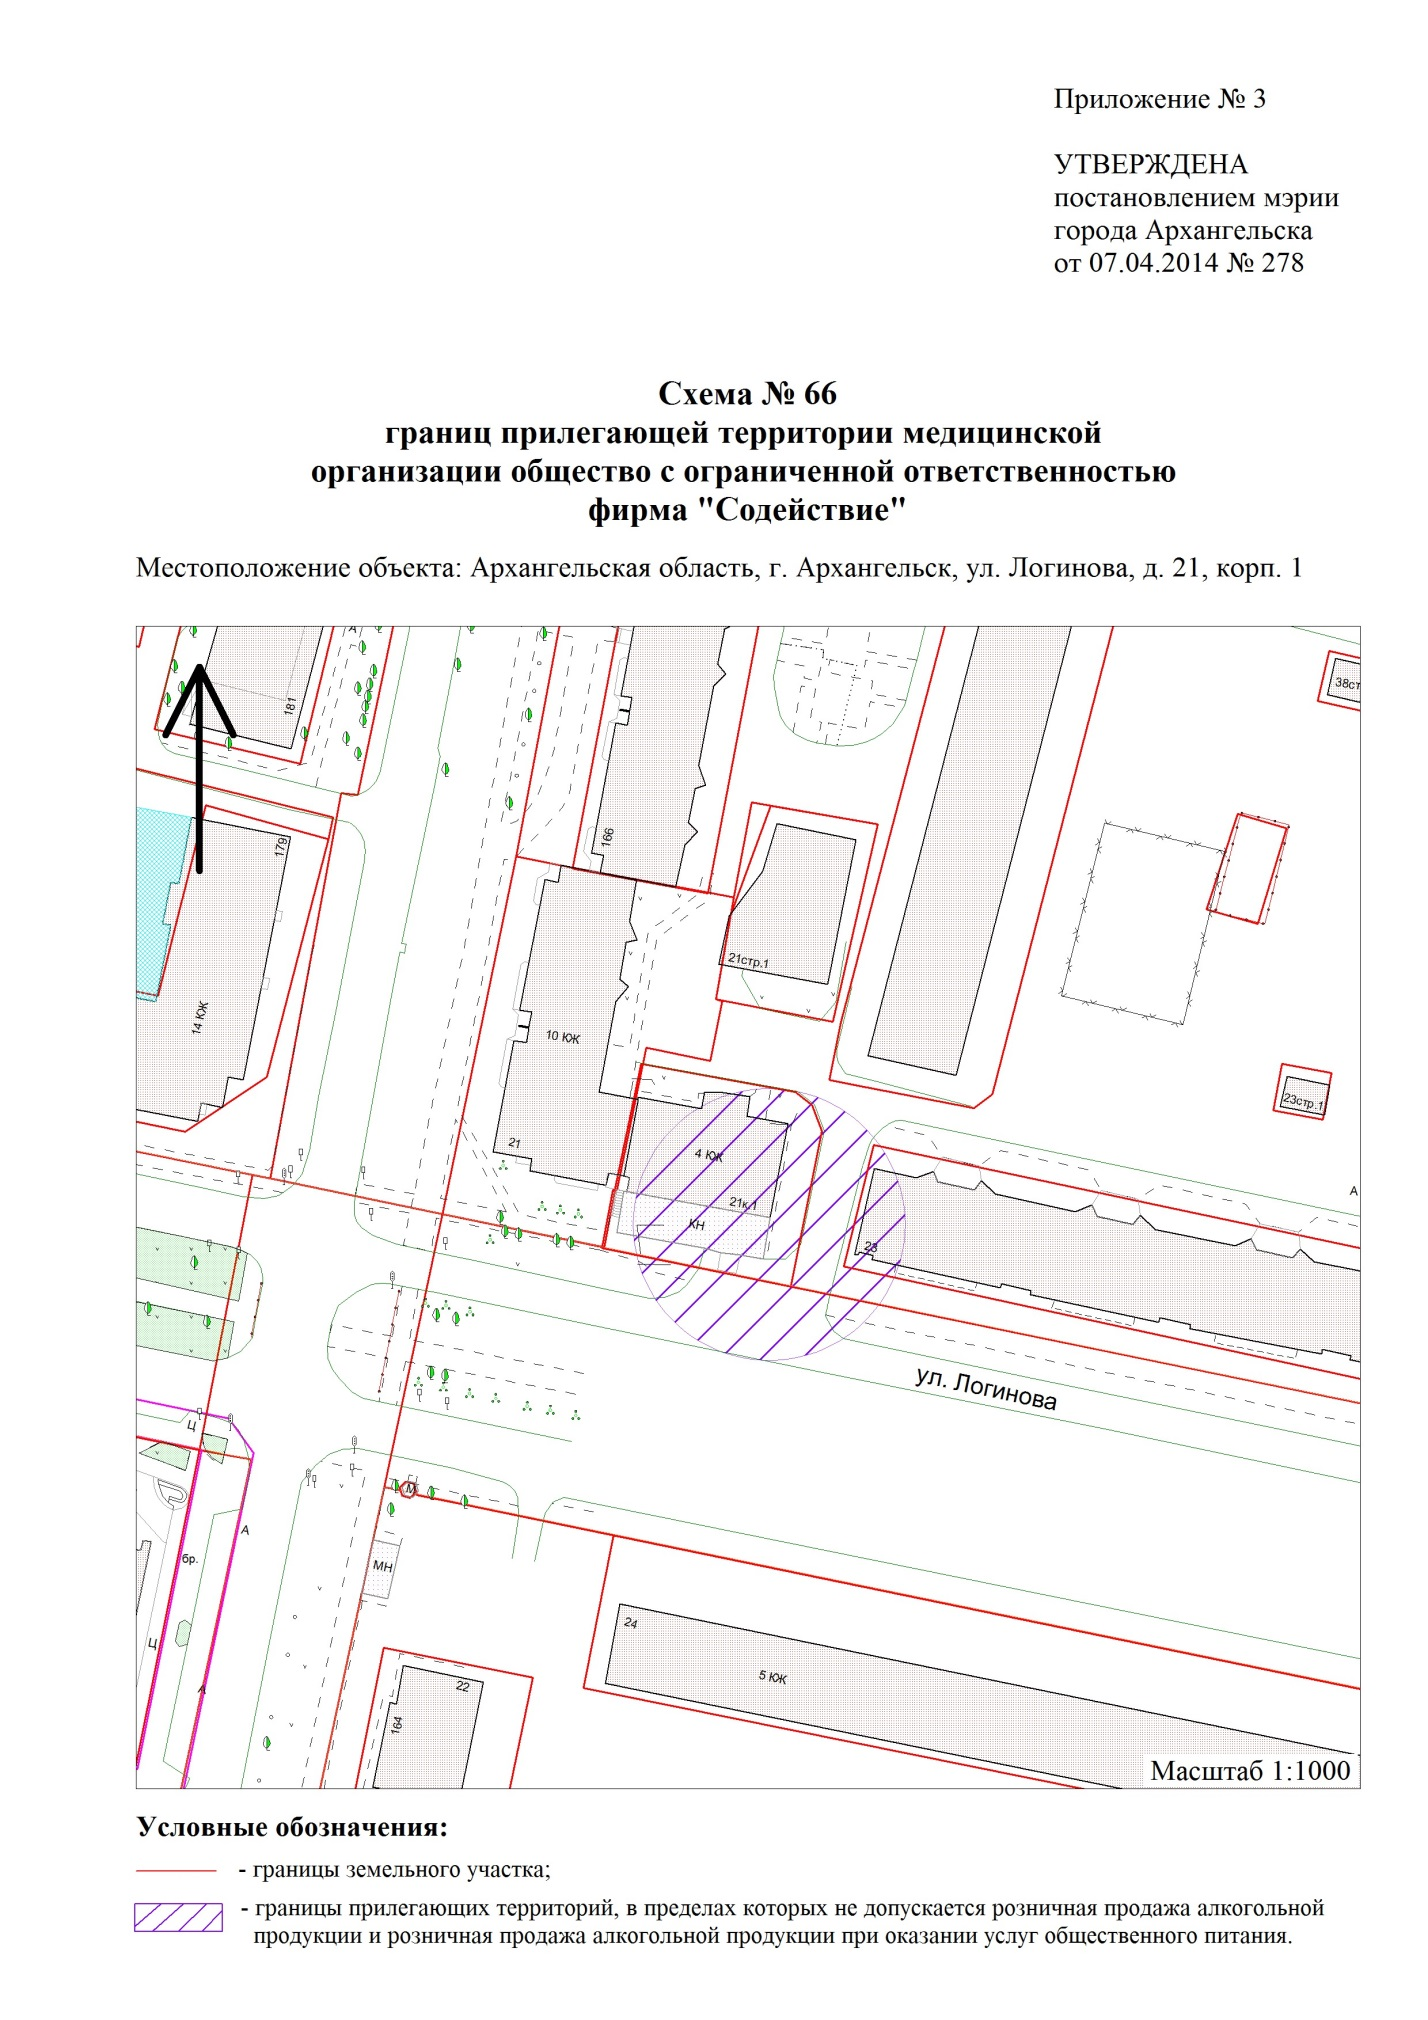 Приложение № 3
УТВЕРЖДЕНА
постановлением мэрии
города Архангельска
от 07.04.2014 № 278
Схема № 66
границ прилегающей территории медицинской
организации общество с ограниченной ответственностью
фирма "Содействие"
Местоположение объекта: Архангельская область, г. Архангельск, ул. Логинова, д. 21, корп. 1
А
181
38ст
179
166
21стр.1
14 КЖ
10 КЖ
23стр.1
21
4 КЖ
21к.1
КН
А
23
ул. Логинова
Ц
М
А
бр.
МН
Ц
24
5 КЖ
22
А
164
Масштаб 1:1000
Условные обозначения:
- границы земельного участка;
- границы прилегающих территорий, в пределах которых не допускается розничная продажа алкогольной
продукции и розничная продажа алкогольной продукции при оказании услуг общественного питания.